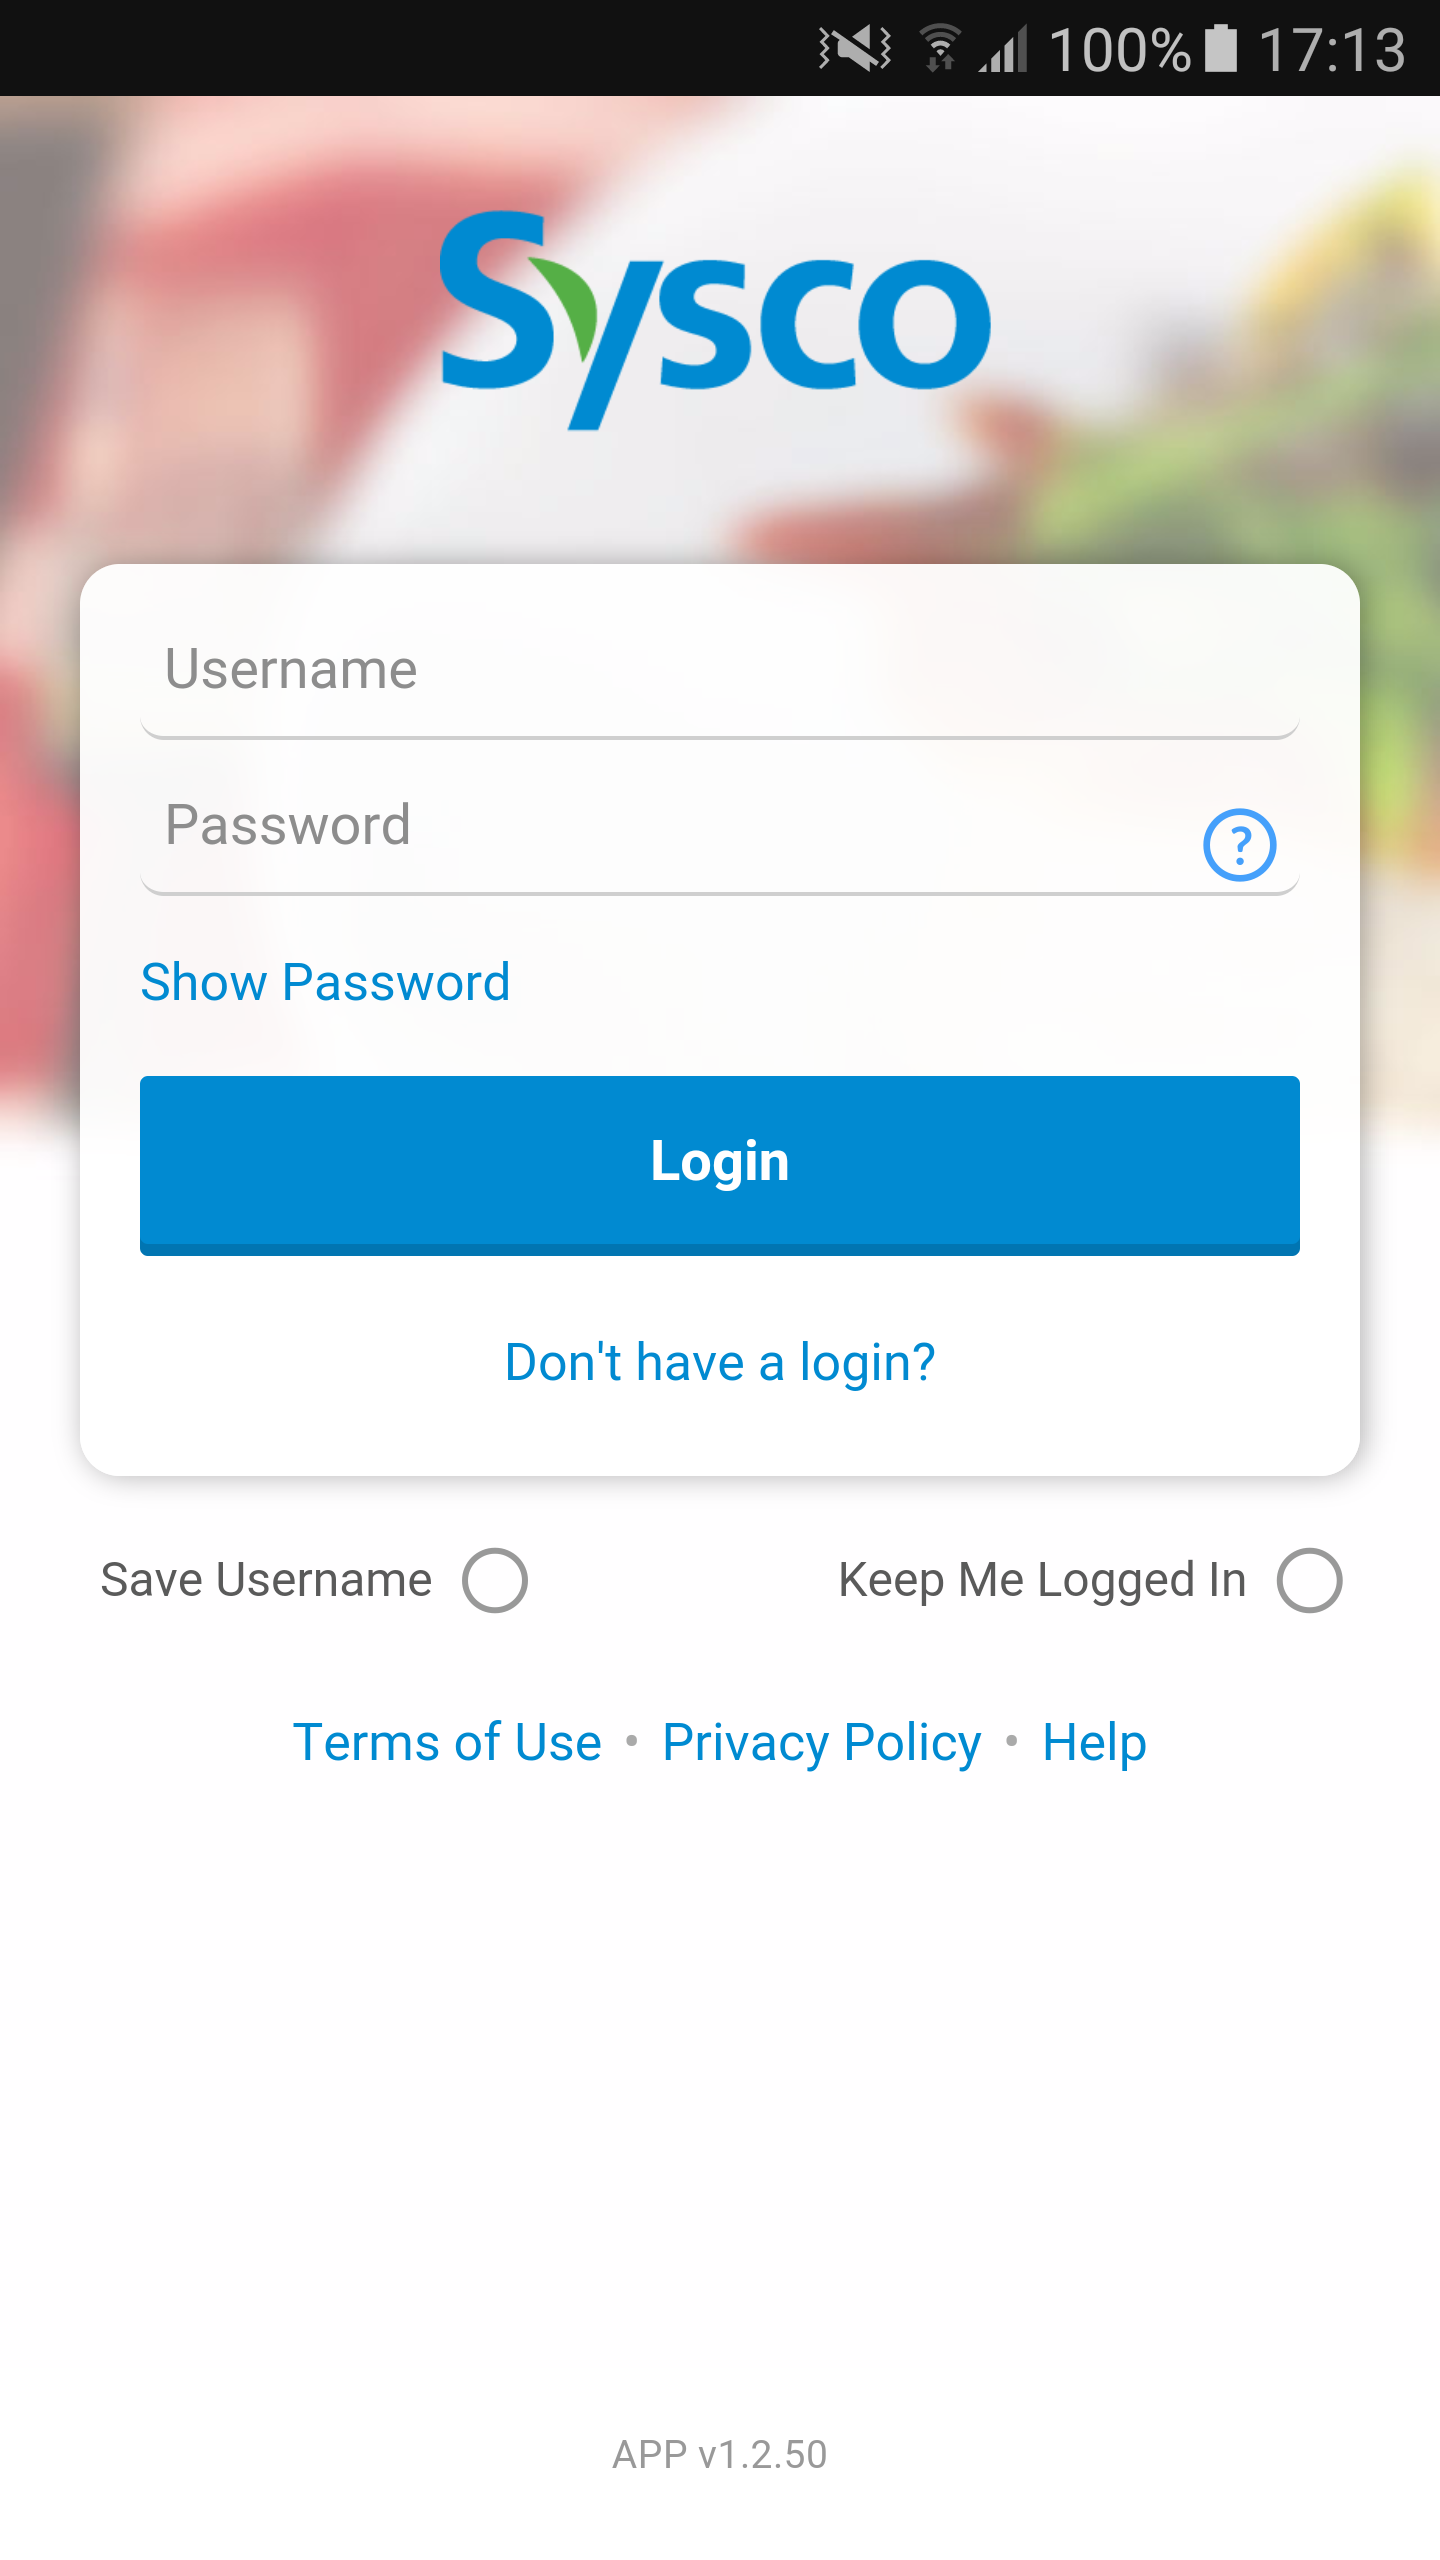 100% 17:13
Sysco
Username
Password
?
Show Password
Login
Don't have a login?
Save Username Keep Me Logged In
Terms of Use • Privacy Policy • Help
APP v1.2.50